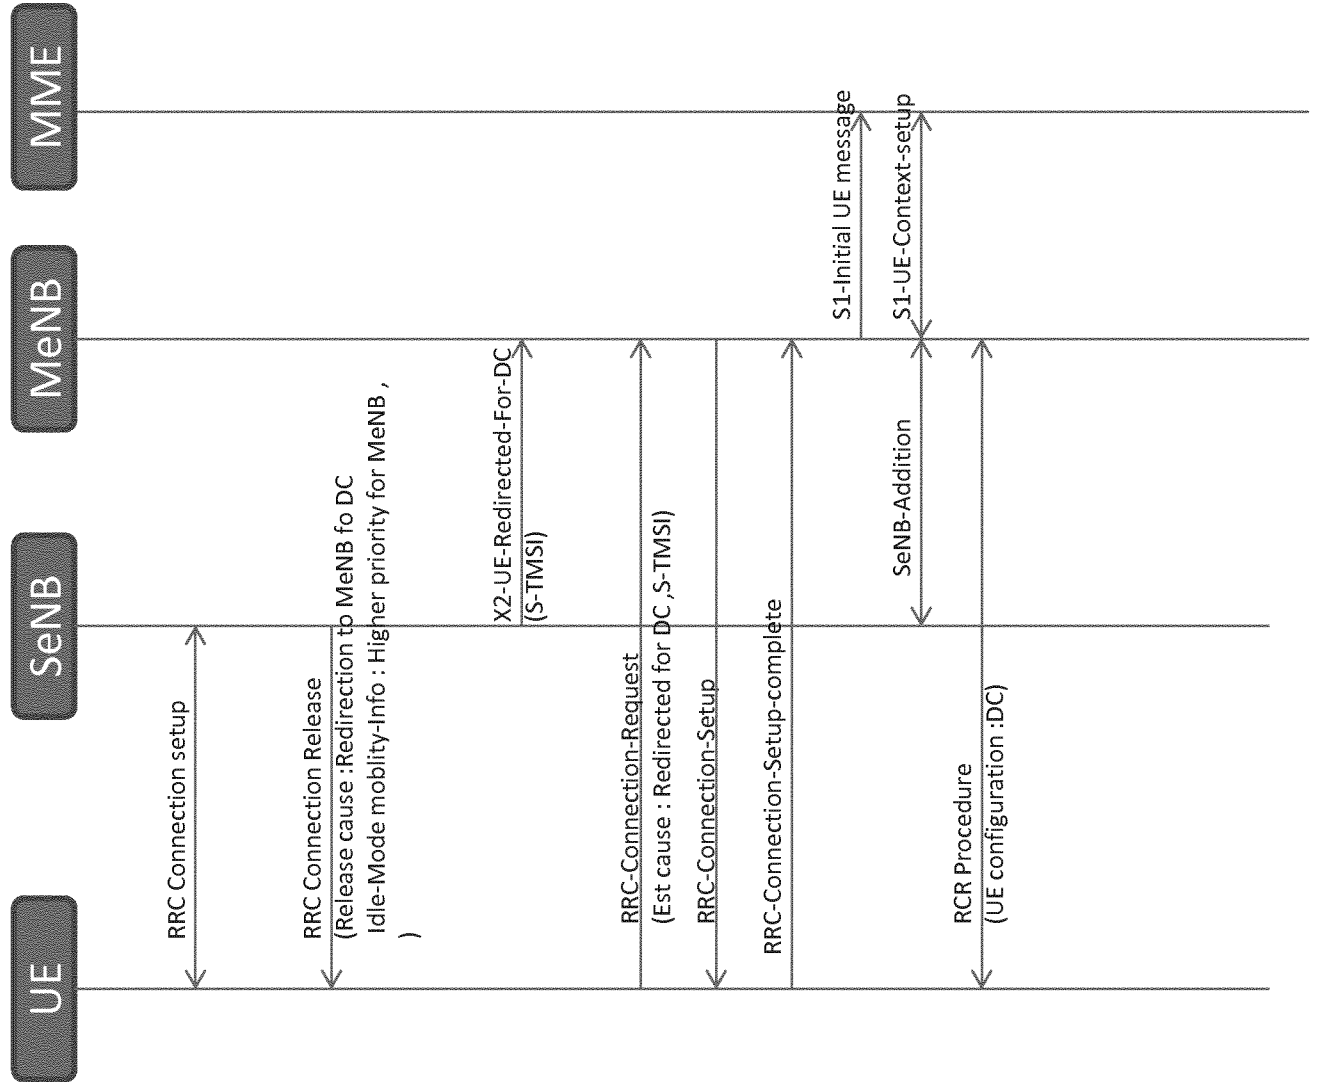 UE
SeNB
MeNB
MME
RRC Connection setup
RRC Connection Release
(Release cause :Redirection to MeNB fo DC
Idle-Mode moblity-Info : Higher priority for MeNB ,
)
X2-UE-Redirected-For-DC
(S-TMSI)
RRC-Connection-Request
(Est cause : Redirected for DC ,S-TMSI)
RRC-Connection-Setup
RRC-Connection-Setup-complete
S1-Initial UE message
SeNB-Addition
S1-UE-Context-setup
RCR Procedure
(UE configuration :DC)